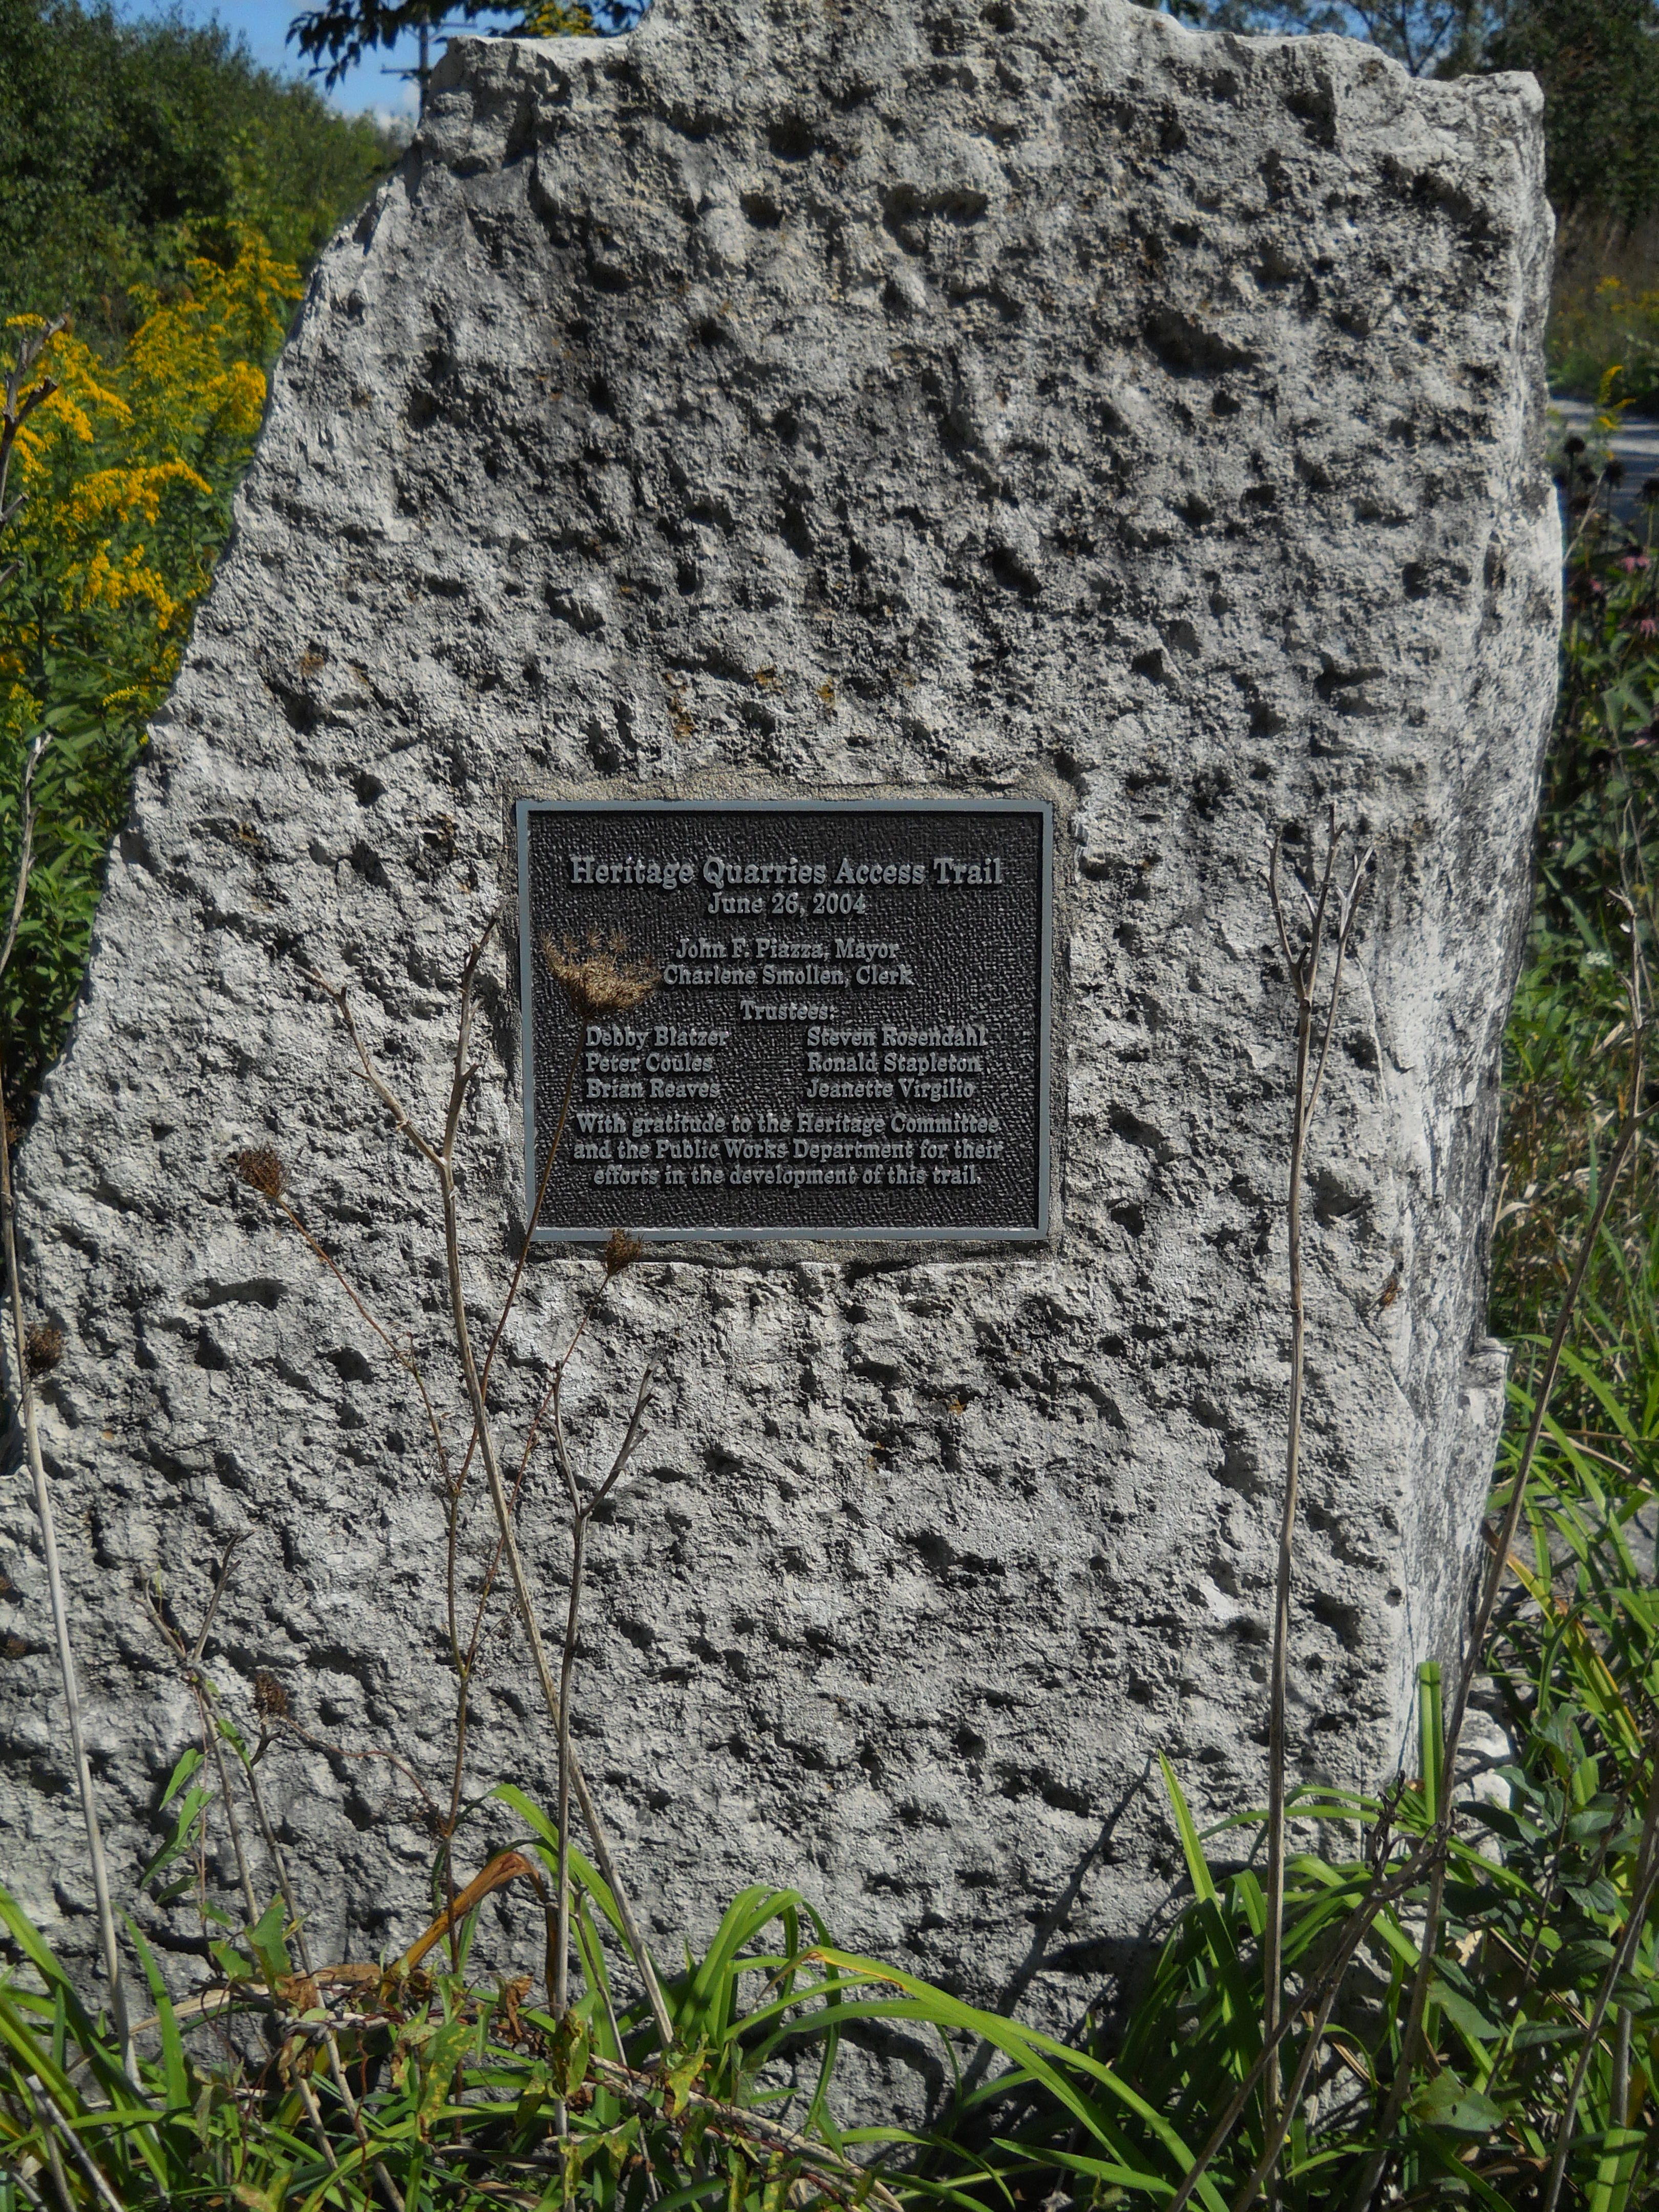 Heritage Quarries Access Trail
June 26, 2004
John F. Piazza, Mayor
Charlene Smollen, Clerk
Trustees:
Debby Blatzer Steven Rosendahl
Peter Coules Ronald Stapleton
Brian Reaves Jeanette Virgilio
With gratitude to the Heritage Committee
and the Public Works Department for their
efforts in the development of this trail.